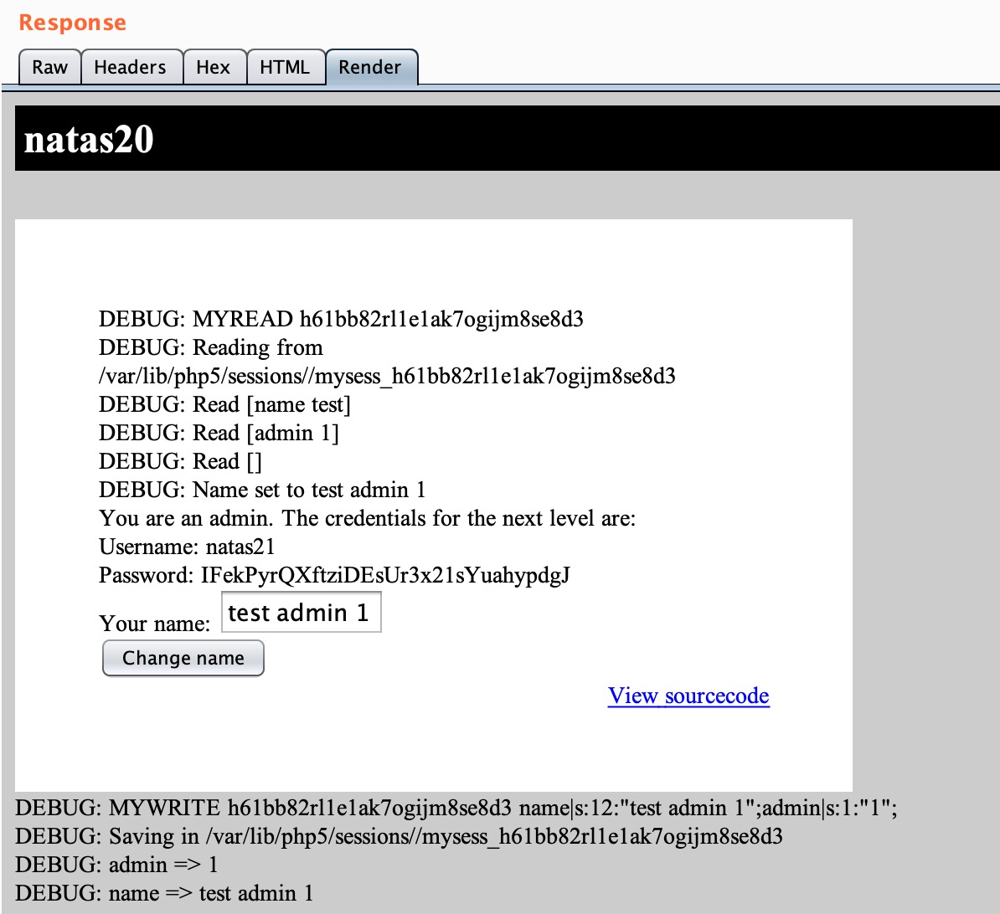 Response
Raw Headers Hex HTML Render
natas20
DEBUG: MYREAD h61bb82rl1e1ak7ogijm8se8d3
DEBUG: Reading from
/var/lib/php5/sessions//mysess_h61bb82rl1e1ak7ogijm8se8d3
DEBUG: Read [name test]
DEBUG: Read [admin 1]
DEBUG: Read []
DEBUG: Name set to test admin 1
You are an admin. The credentials for the next level are:
Username: natas21
Password: IFekPyrQXftziDEsUr3x21sYuahypdgJ
Your name: test admin 1
Change name
View sourcecode
DEBUG: MYWRITE h61bb82rl1e1ak7ogijm8se8d3 name|s:12:"test admin 1";admin|s:1:"1";
DEBUG: Saving in /var/lib/php5/sessions//mysess_h61bb82rl1e1ak7ogijm8se8d3
DEBUG: admin => 1
DEBUG: name => test admin 1